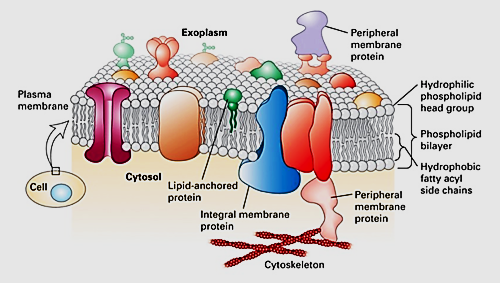 Exoplasm
Peripheral
membrane
protein
Plasma
membrane
Hydrophilic
phospholipid
head group
Phospholipid
bilayer
Hydrophobic
fatty acyl
side chains
Cell
Cytosol
Lipid-anchored
protein
Integral membrane
protein
Peripheral
membrane
protein
Cytoskeleton